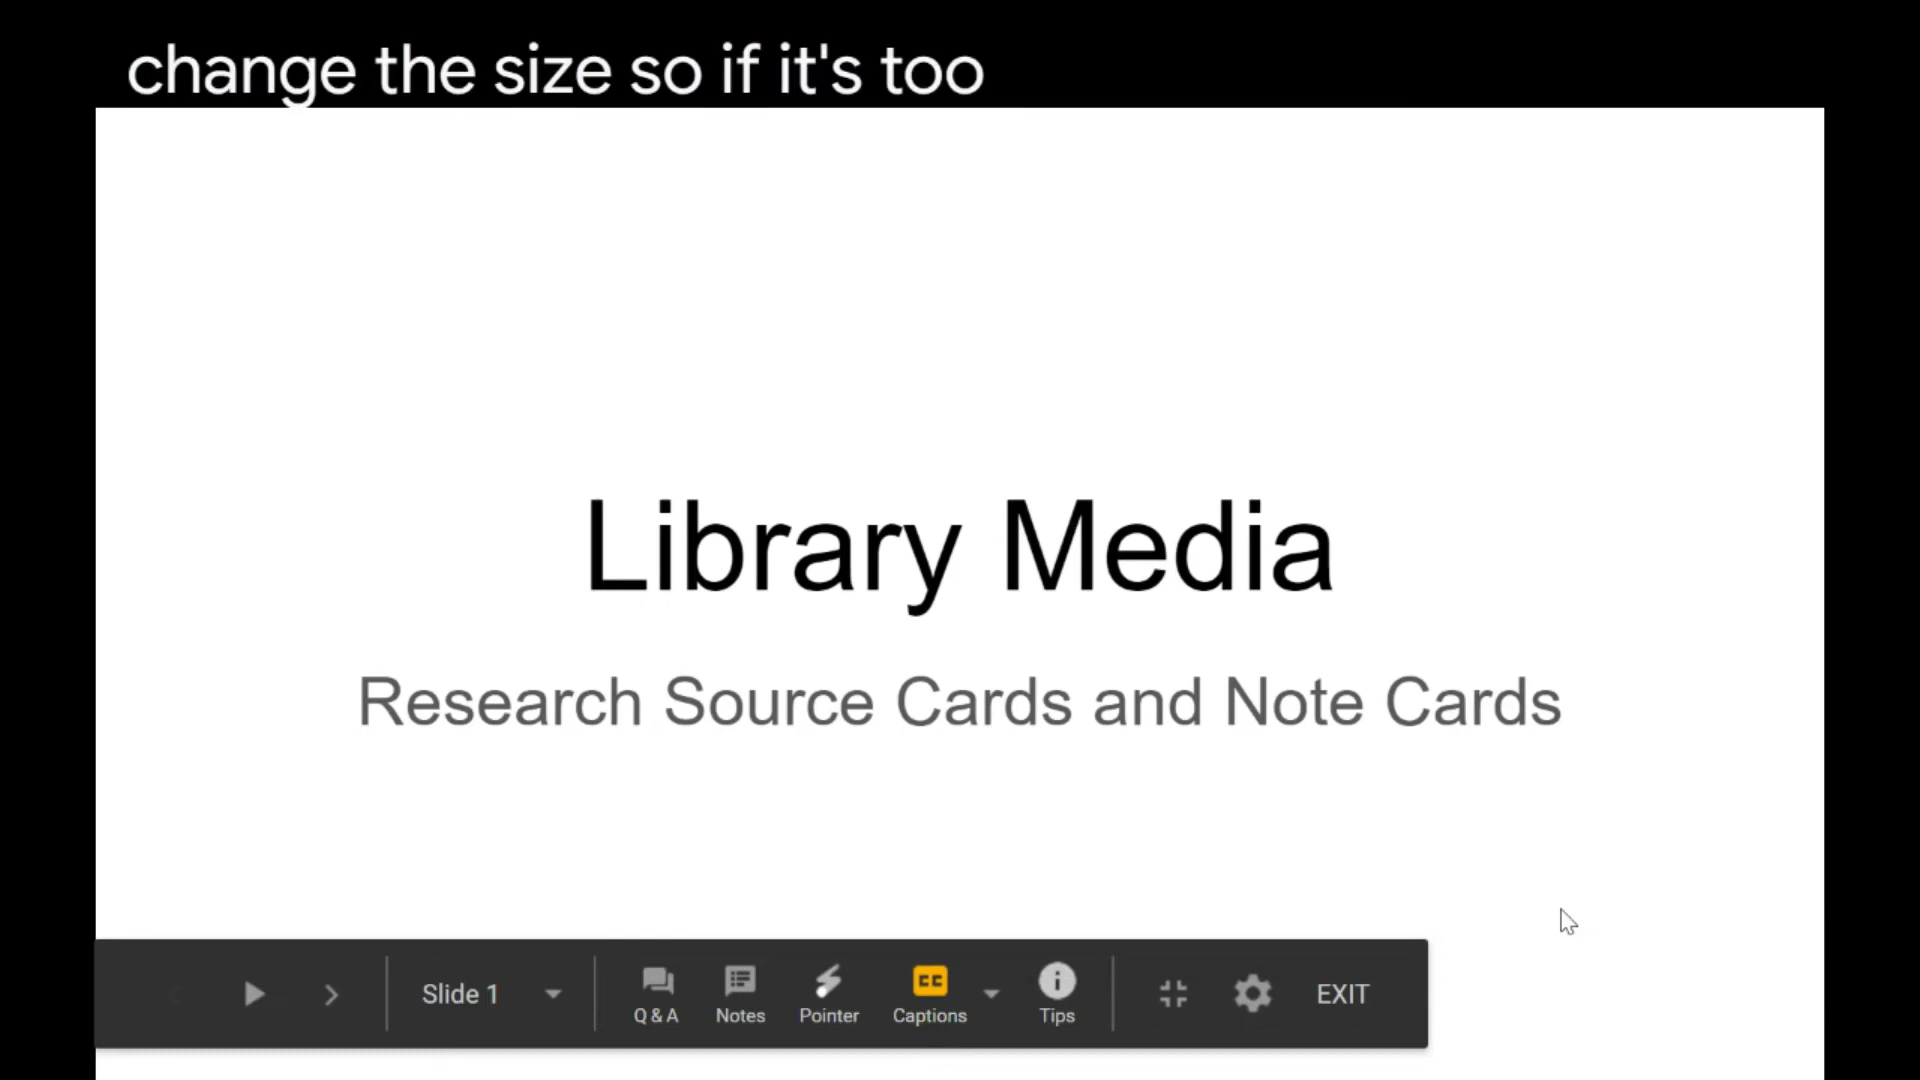 change the size so if it's too
Library Media
Research Source Cards and Note Cards
Slide 1
Q & A
Notes
Pointer
CC
Captions
Tips
EXIT